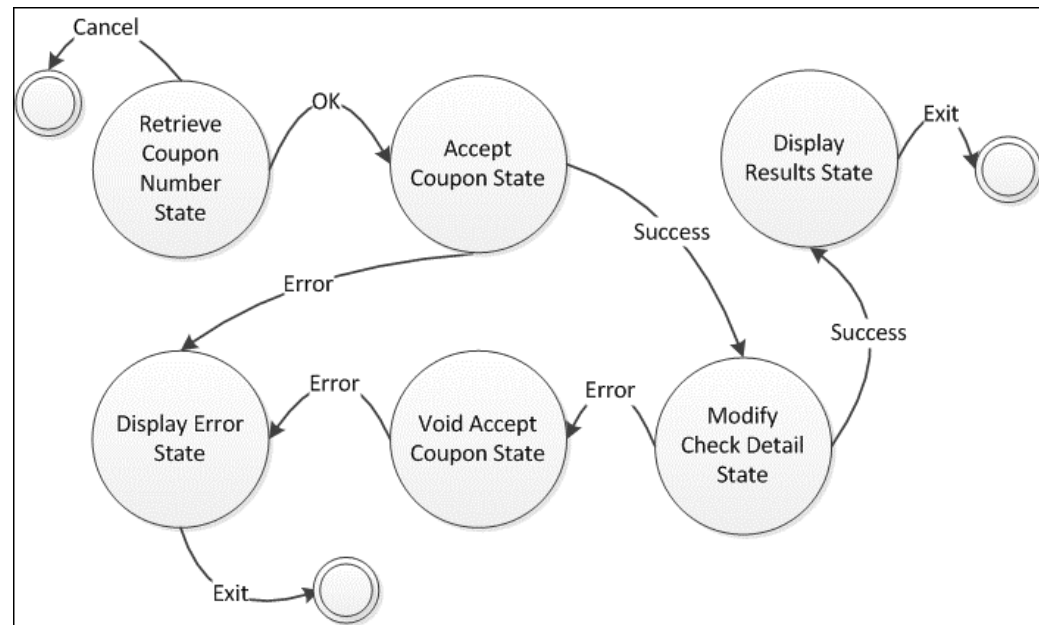 Cancel
Retrieve
Coupon
Number
State
OK
Accept
Coupon State
Success
Display
Results State
Exit
Error
Display Error
State
Error
Void Accept
Coupon State
Error
Modify
Check Detail
State
Success
Exit